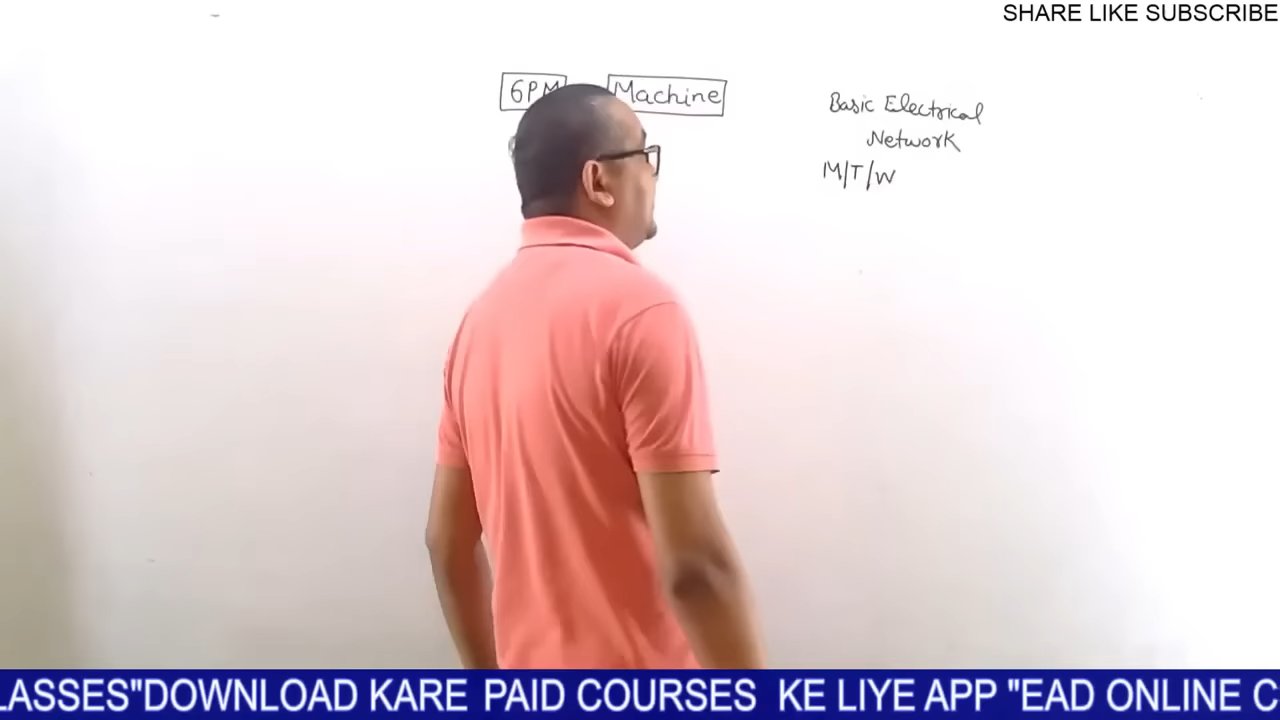 SHARE LIKE SUBSCRIBE
6PM Machine
Basic Electrical
Network
M/T/W
LASSES"DOWNLOAD KARE PAID COURSES KE LIYE APP "EAD ONLINE C